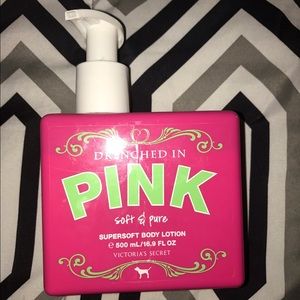 DRENCHED IN
PINK
soft & pure
SUPERSOFT BODY LOTION
℮ 500 mL/16.9 FL OZ
VICTORIA'S SECRET